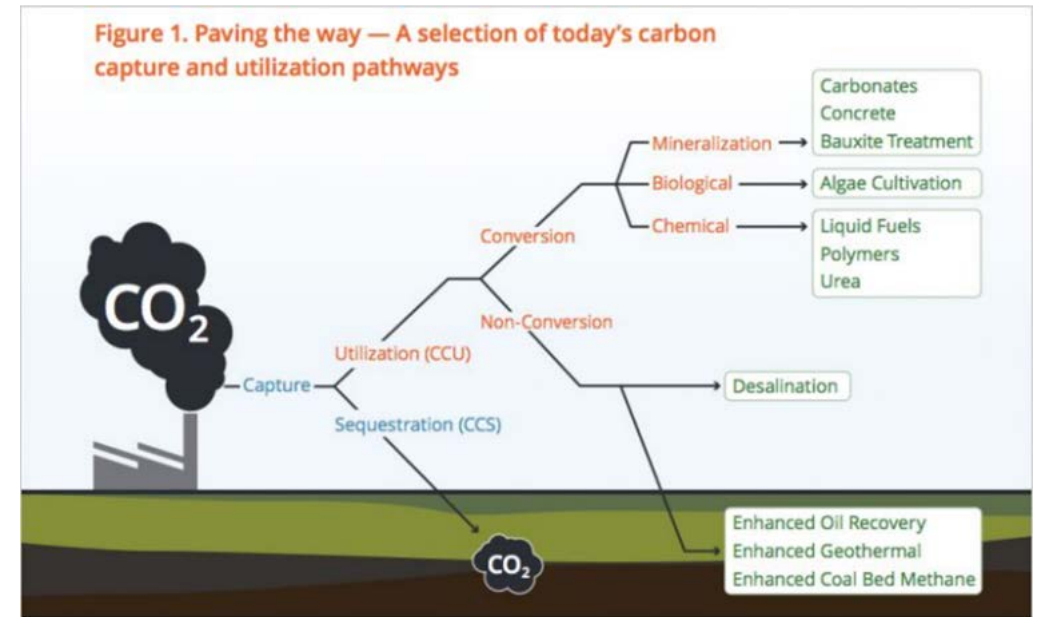 Figure 1. Paving the way — A selection of today's carbon
capture and utilization pathways
Carbonates
Concrete
Mineralization
Bauxite Treatment
Biological
Algae Cultivation
Chemical
Liquid Fuels
Polymers
Urea
Conversion
CO₂
Non-Conversion
Utilization (CCU)
Capture
Desalination
Sequestration (CCS)
Enhanced Oil Recovery
Enhanced Geothermal
Enhanced Coal Bed Methane
CO₂